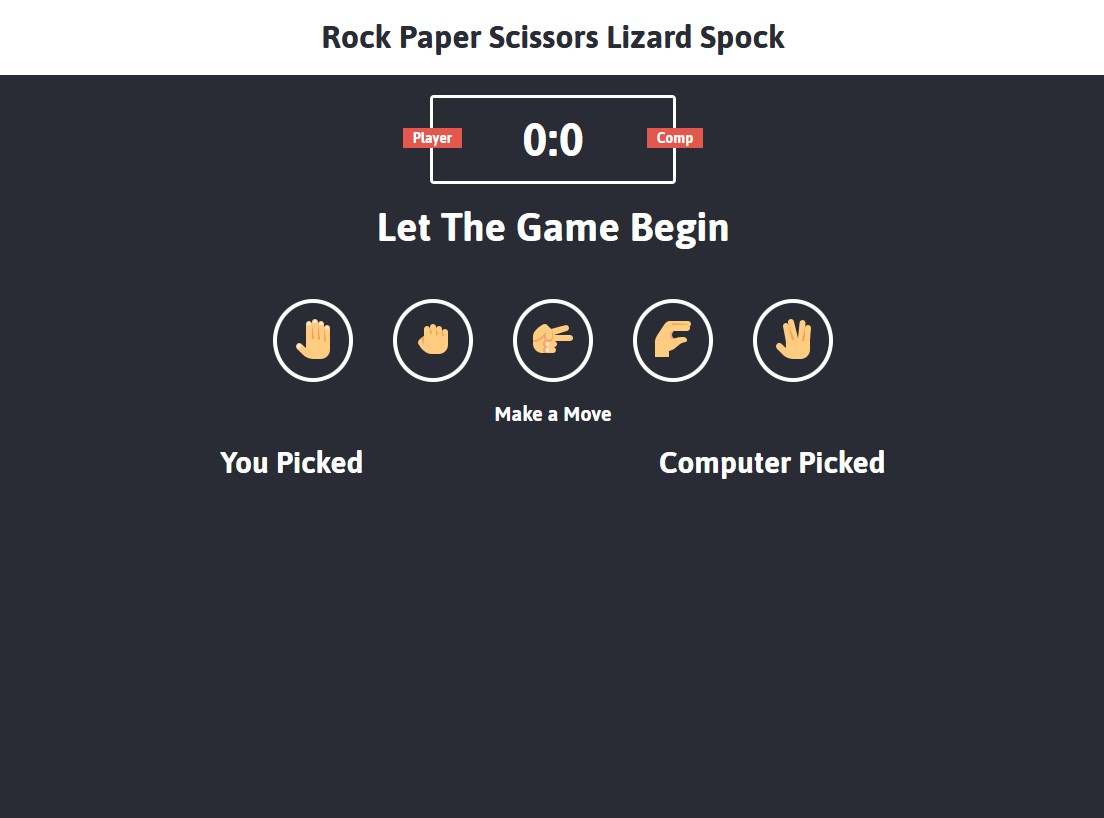 Rock Paper Scissors Lizard Spock
Player 0:0 Comp
Let The Game Begin
Make a Move
You Picked Computer Picked